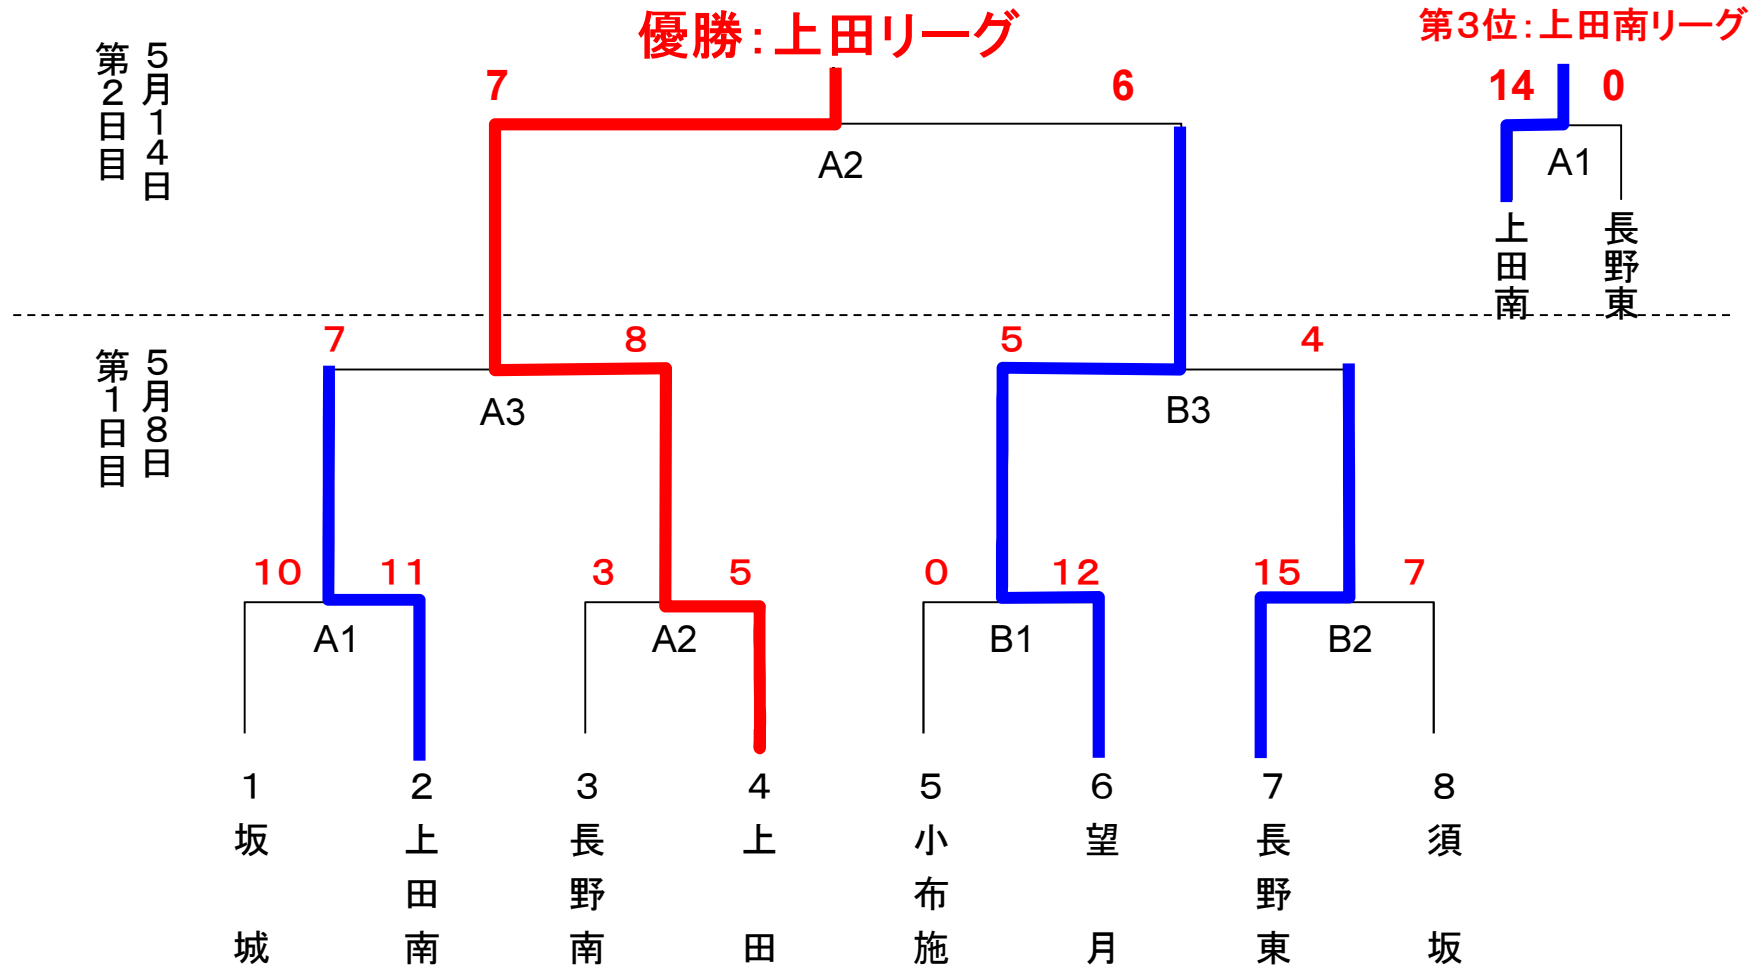 優勝：上田リーグ
第３位：上田南リーグ
第２日目
５月１４日
7
6
14
0
A2
A1
上田南
長野東
第１日目
５月８日
７
８
５
４
A3
B3
１０
１１
３
５
０
１２
１５
７
A1
A2
B1
B2
１
２
３
４
５
６
７
８
坂城
上田南
長野南
上田
小布施
望月
長野東
須坂